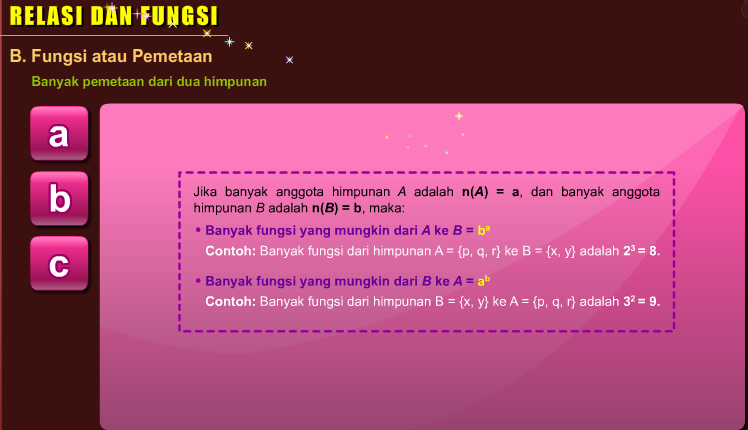 RELASI DAN FUNGSI
B. Fungsi atau Pemetaan
Banyak pemetaan dari dua himpunan
a
b
c
Jika banyak anggota himpunan A adalah n(A) = a, dan banyak anggota
himpunan B adalah n(B) = b, maka:
• Banyak fungsi yang mungkin dari A ke B = bᵃ
Contoh: Banyak fungsi dari himpunan A = {p, q, r} ke B = {x, y} adalah 2³ = 8.
• Banyak fungsi yang mungkin dari B ke A = aᵇ
Contoh: Banyak fungsi dari himpunan B = {x, y} ke A = {p, q, r} adalah 3² = 9.